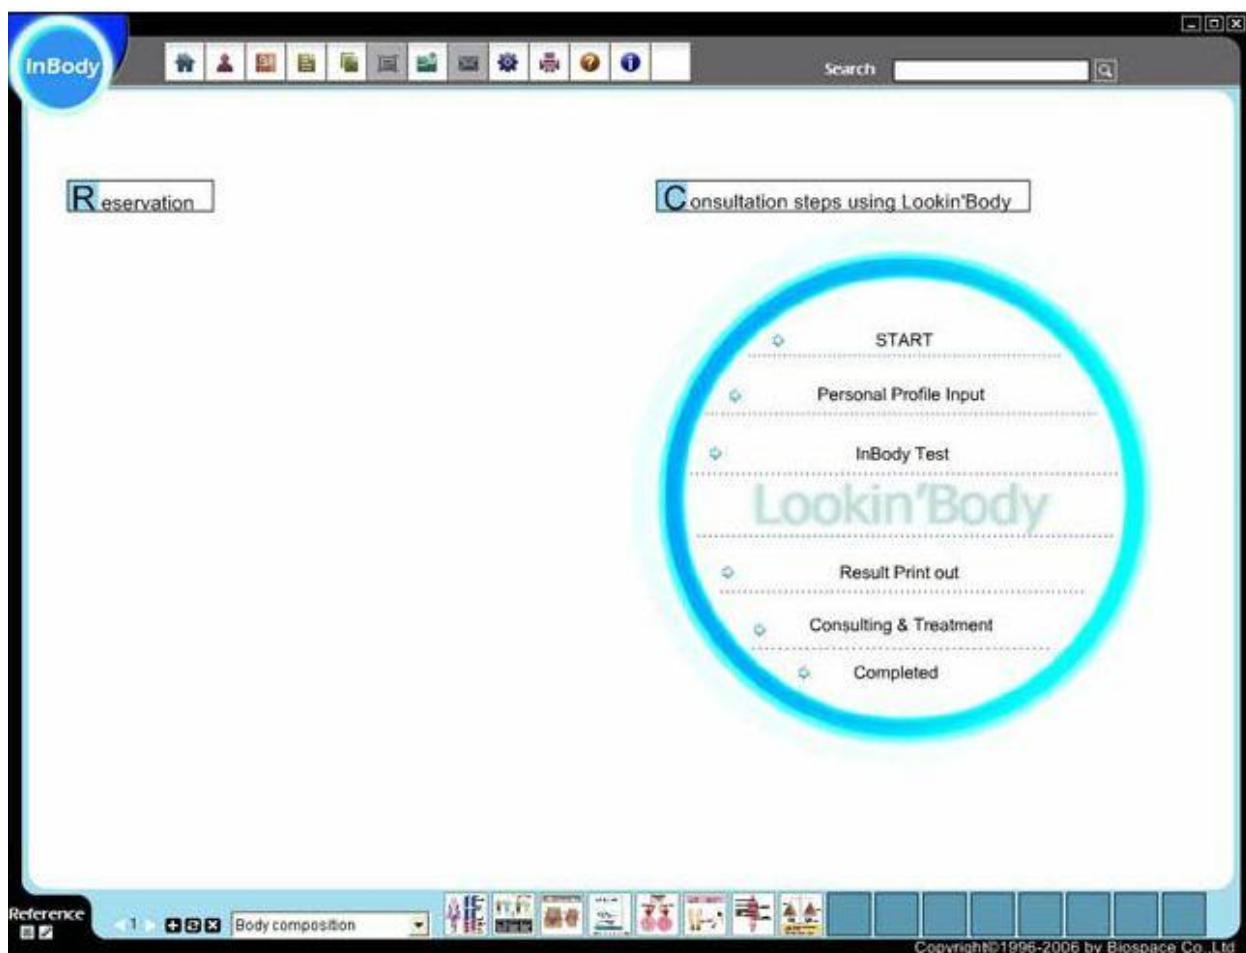 InBody
Search
Reservation
Consultation steps using Lookin'Body
START
Personal Profile Input
InBody Test
Lookin'Body
Result Print out
Consulting & Treatment
Completed
Reference
1
Body composition
Copyright©1996-2006 by Biospace Co.,Ltd